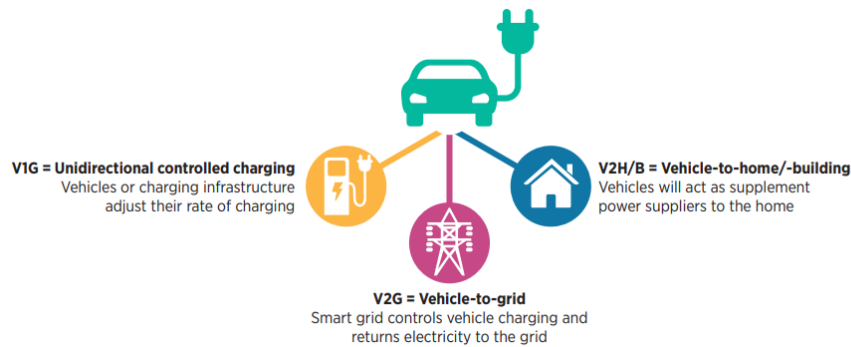 V1G = Unidirectional controlled charging
Vehicles or charging infrastructure
adjust their rate of charging
V2H/B = Vehicle-to-home/-building
Vehicles will act as supplement
power suppliers to the home
V2G = Vehicle-to-grid
Smart grid controls vehicle charging and
returns electricity to the grid